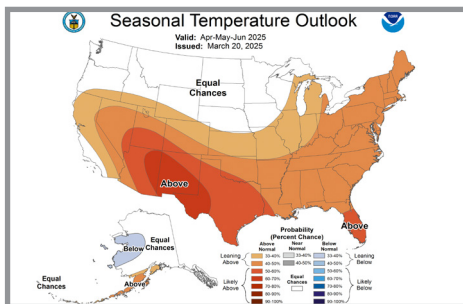 Seasonal Temperature Outlook
Valid: Apr-May-Jun 2025
Issued: March 20, 2025
Equal
Chances
Above
Above
Below
Equal
Chances
Above
Equal
Chances
Probability
(Percent Chance)
Above
Normal
Near
Normal
Below
Normal
Leaning
Above
33-40%
40-50%
33-40%
40-50%
33-40%
40-50%
Leaning
Below
Likely
Above
50-60%
60-70%
70-80%
80-90%
90-100%
Equal
Chances
50-60%
60-70%
70-80%
80-90%
90-100%
Likely
Below